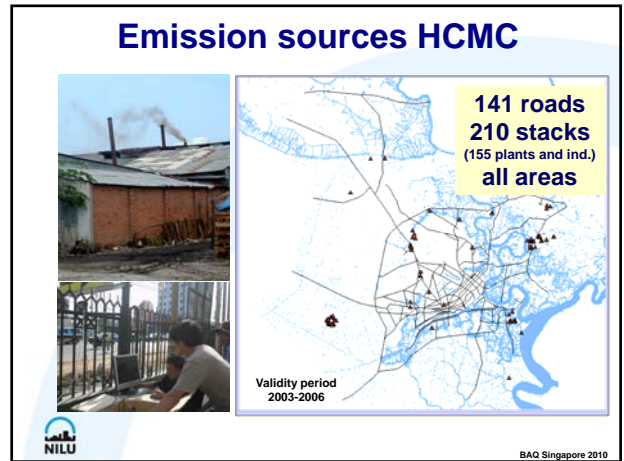 Emission sources HCMC
141 roads
210 stacks
(155 plants and ind.)
all areas
Validity period
2003-2006
NILU
BAQ Singapore 2010